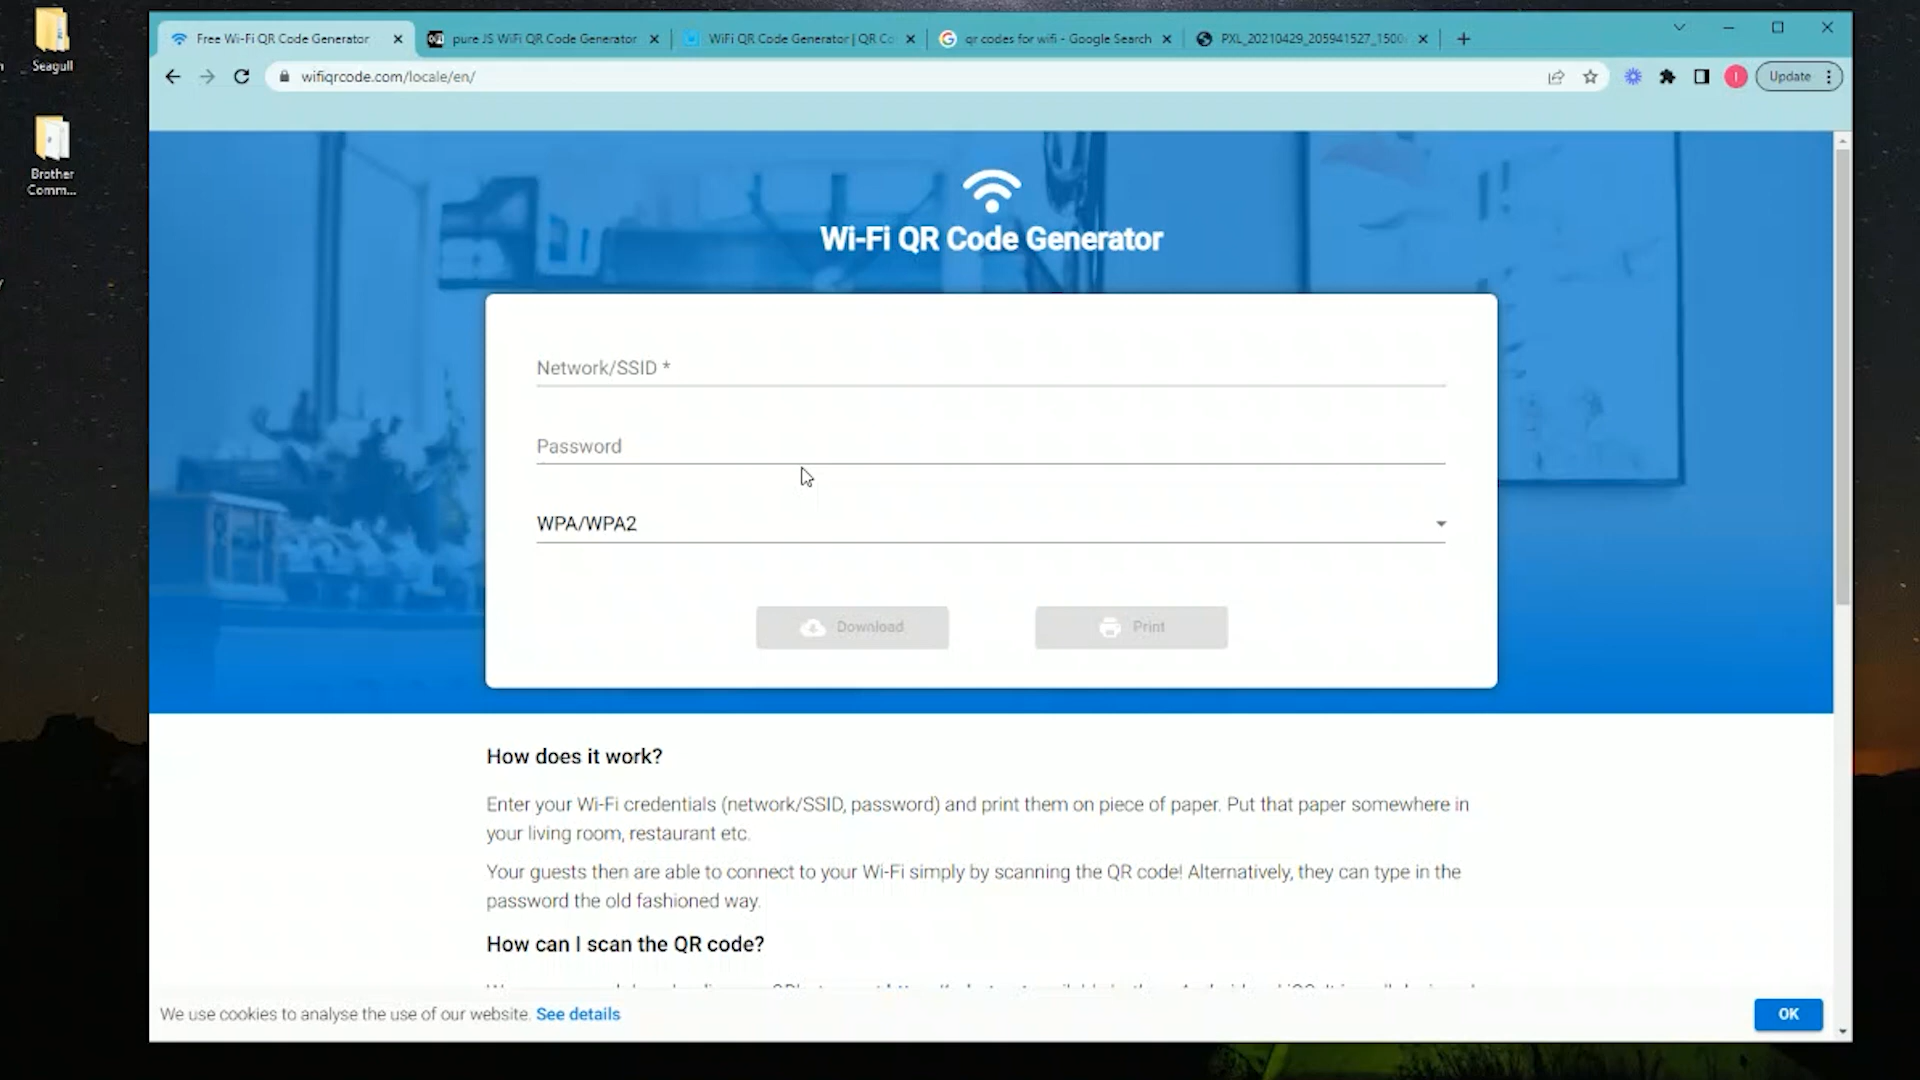 Seagull
Brother
Comm...
Free Wi-Fi QR Code Generator
pure JS WiFi QR Code Generator
WiFi QR Code Generator | QR Co
qr codes for wifi - Google Search
PXL_20210429_205941527_1500
wifiqrcode.com/locale/en/
Update
Wi-Fi QR Code Generator
Network/SSID *
Password
WPA/WPA2
Download
Print
How does it work?
Enter your Wi-Fi credentials (network/SSID, password) and print them on piece of paper. Put that paper somewhere in
your living room, restaurant etc.
Your guests then are able to connect to your Wi-Fi simply by scanning the QR code! Alternatively, they can type in the
password the old fashioned way.
How can I scan the QR code?
We use cookies to analyse the use of our website. See details
OK